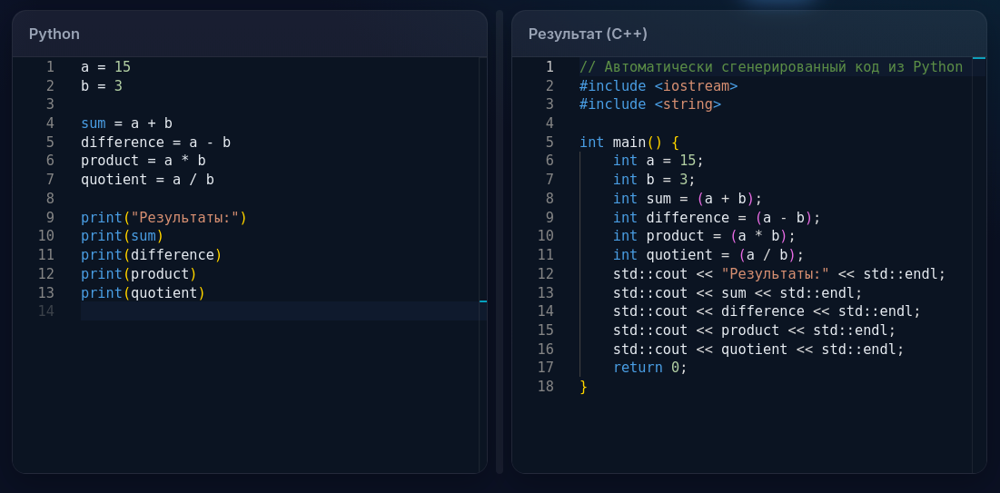 Python
1 a = 15
2 b = 3
3
4 sum = a + b
5 difference = a - b
6 product = a * b
7 quotient = a / b
8
9 print("Результаты:")
10 print(sum)
11 print(difference)
12 print(product)
13 print(quotient)
14
Результат (C++)
1 // Автоматически сгенерированный код из Python
2 #include <iostream>
3 #include <string>
4
5 int main() {
6     int a = 15;
7     int b = 3;
8     int sum = (a + b);
9     int difference = (a - b);
10     int product = (a * b);
11     int quotient = (a / b);
12     std::cout << "Результаты:" << std::endl;
13     std::cout << sum << std::endl;
14     std::cout << difference << std::endl;
15     std::cout << product << std::endl;
16     std::cout << quotient << std::endl;
17     return 0;
18 }